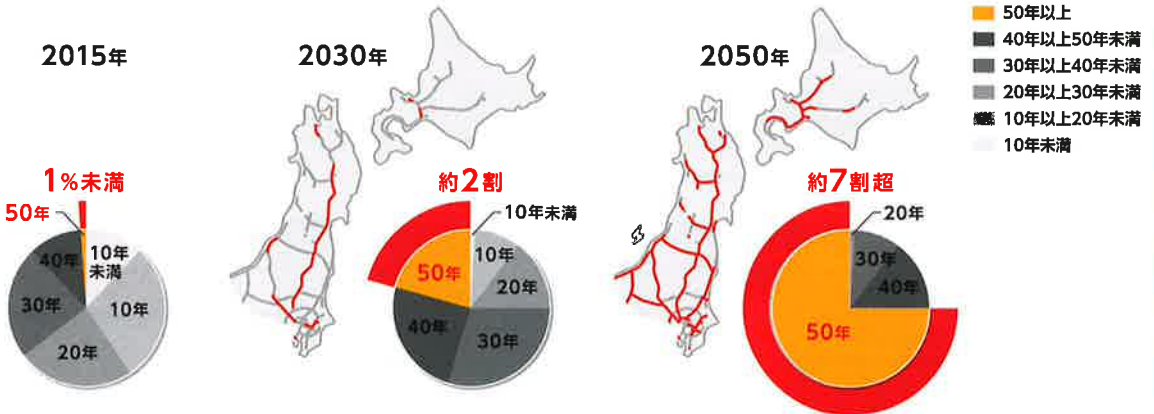 50年以上
40年以上50年未満
30年以上40年未満
20年以上30年未満
10年以上20年未満
10年未満
2015年
1%未満
50年
10年
未満
10年
20年
30年
40年
2030年
約2割
10年未満
10年
20年
30年
40年
50年
2050年
約7割超
20年
30年
40年
50年